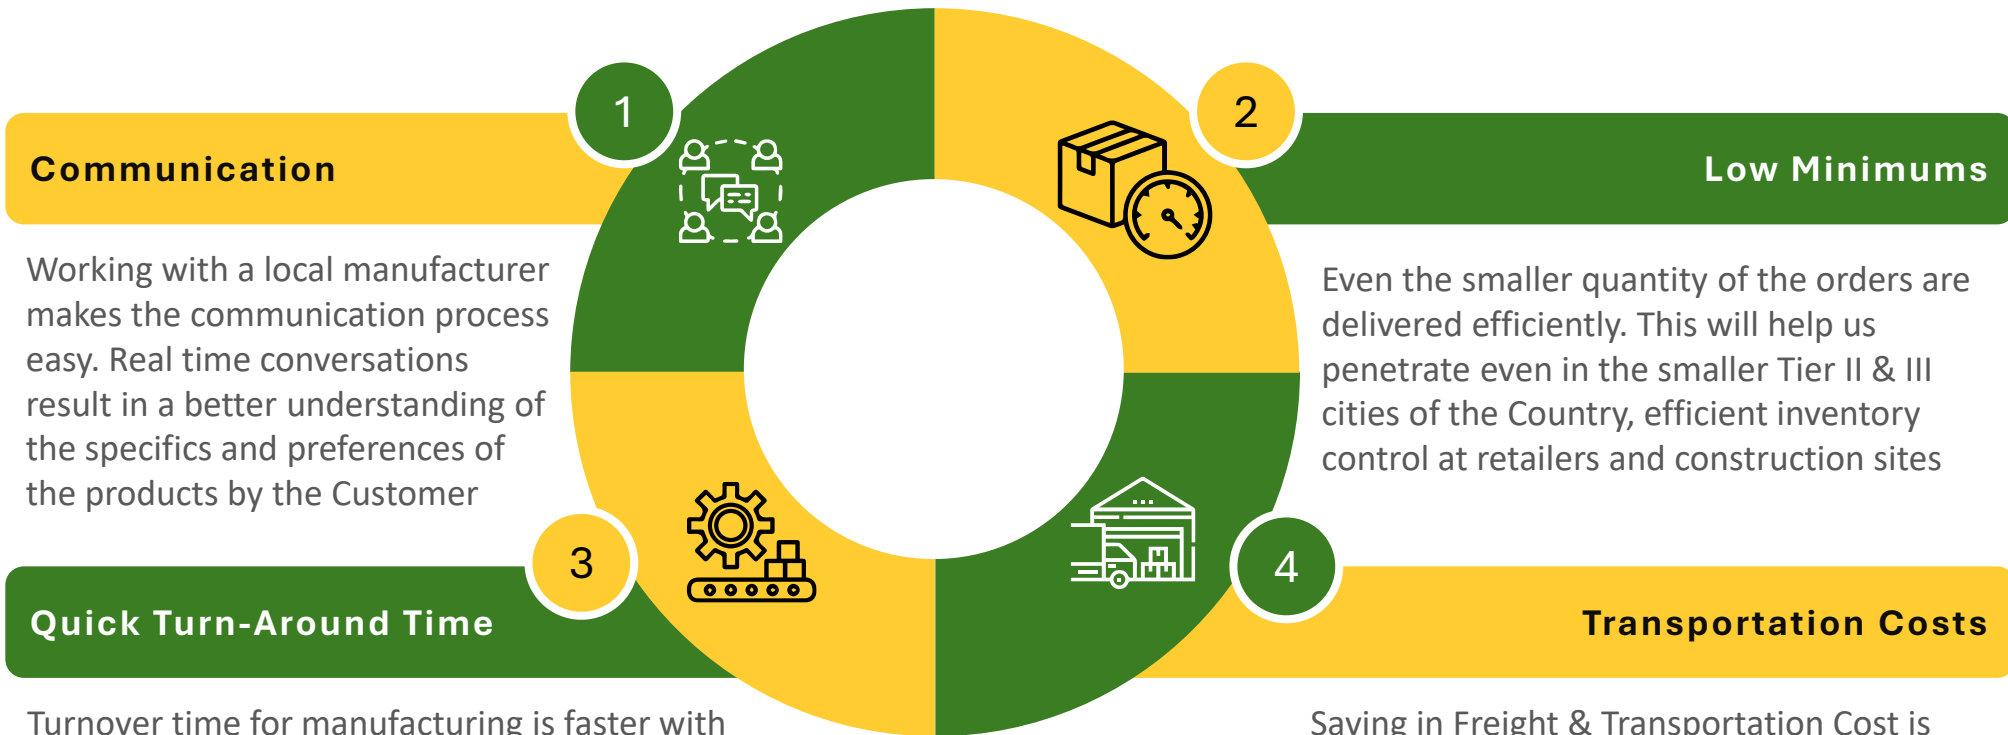 1
Communication
Working with a local manufacturer
makes the communication process
easy. Real time conversations
result in a better understanding of
the specifics and preferences of
the products by the Customer
2
Low Minimums
Even the smaller quantity of the orders are
delivered efficiently. This will help us
penetrate even in the smaller Tier II & III
cities of the Country, efficient inventory
control at retailers and construction sites
3
Quick Turn-Around Time
Turnover time for manufacturing is faster with
4
Transportation Costs
Saving in Freight & Transportation Cost is